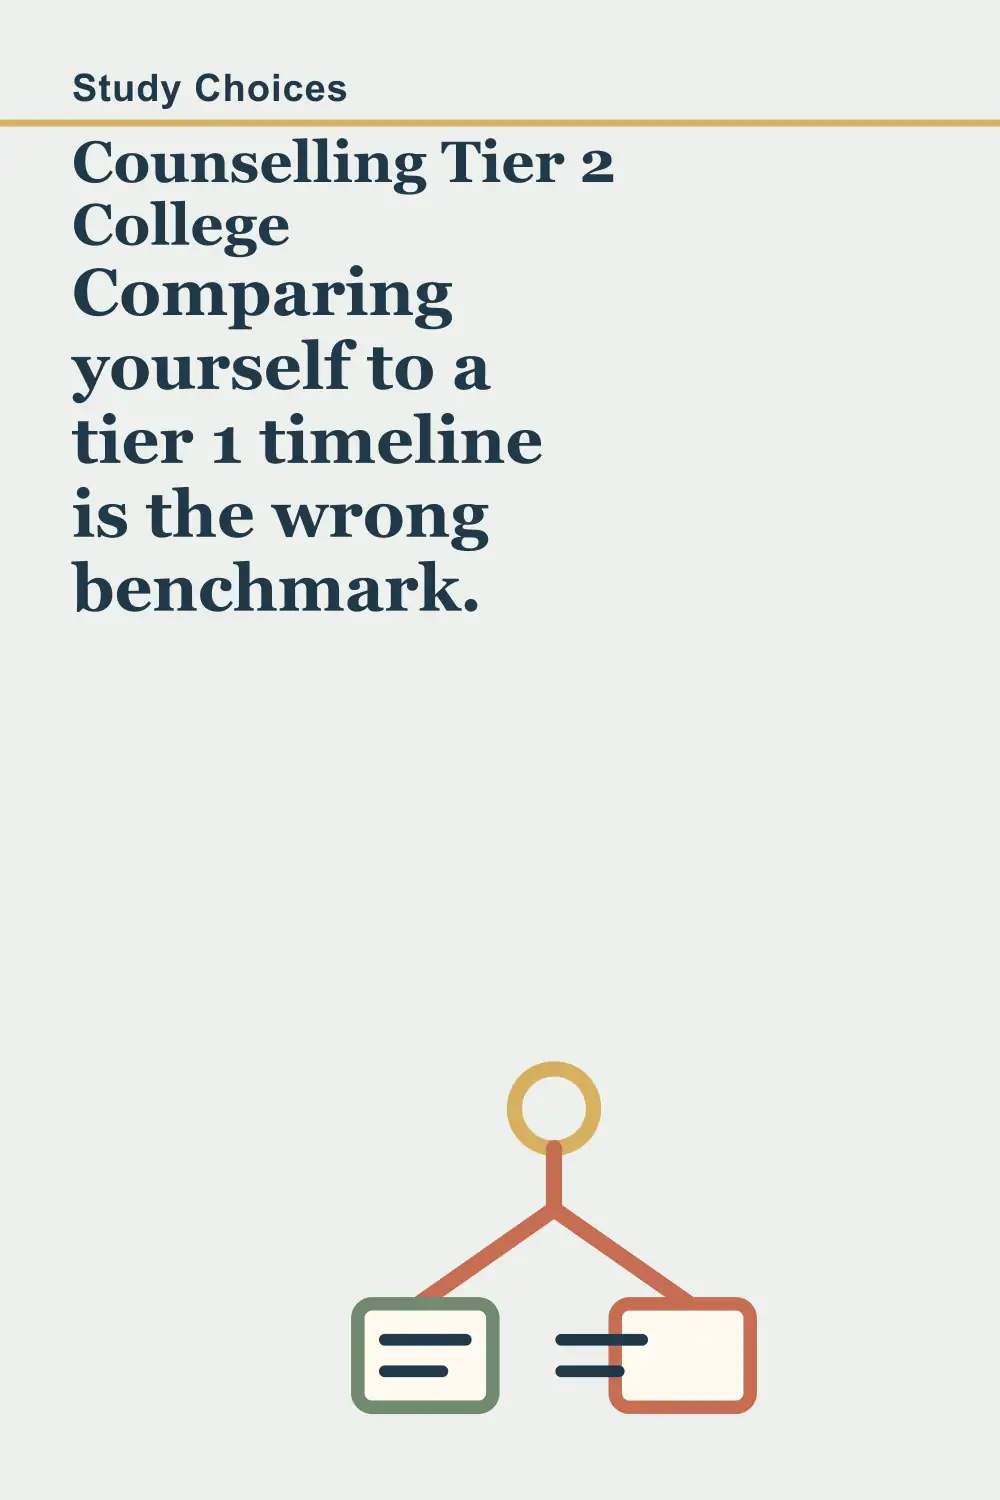 Study Choices
Counselling Tier 2
College
Comparing
yourself to a
tier 1 timeline
is the wrong
benchmark.